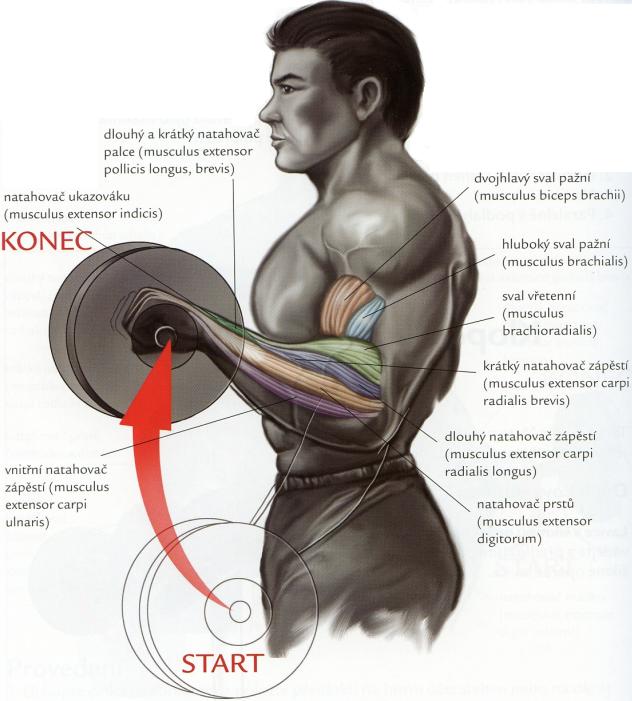 dlouhý a krátký natahovač
palce (musculus extensor
pollicis longus, brevis)
natahovač ukazováku
(musculus extensor indicis)
KONEC
dvojhlavý sval pažní
(musculus biceps brachii)
hluboký sval pažní
(musculus brachialis)
sval vřetenní
(musculus
brachioradialis)
krátký natahovač zápěstí
(musculus extensor carpi
radialis brevis)
dlouhý natahovač zápěstí
(musculus extensor carpi
radialis longus)
natahovač prstů
(musculus extensor
digitorum)
vnitřní natahovač
zápěstí (musculus
extensor carpi
ulnaris)
START
Provedení